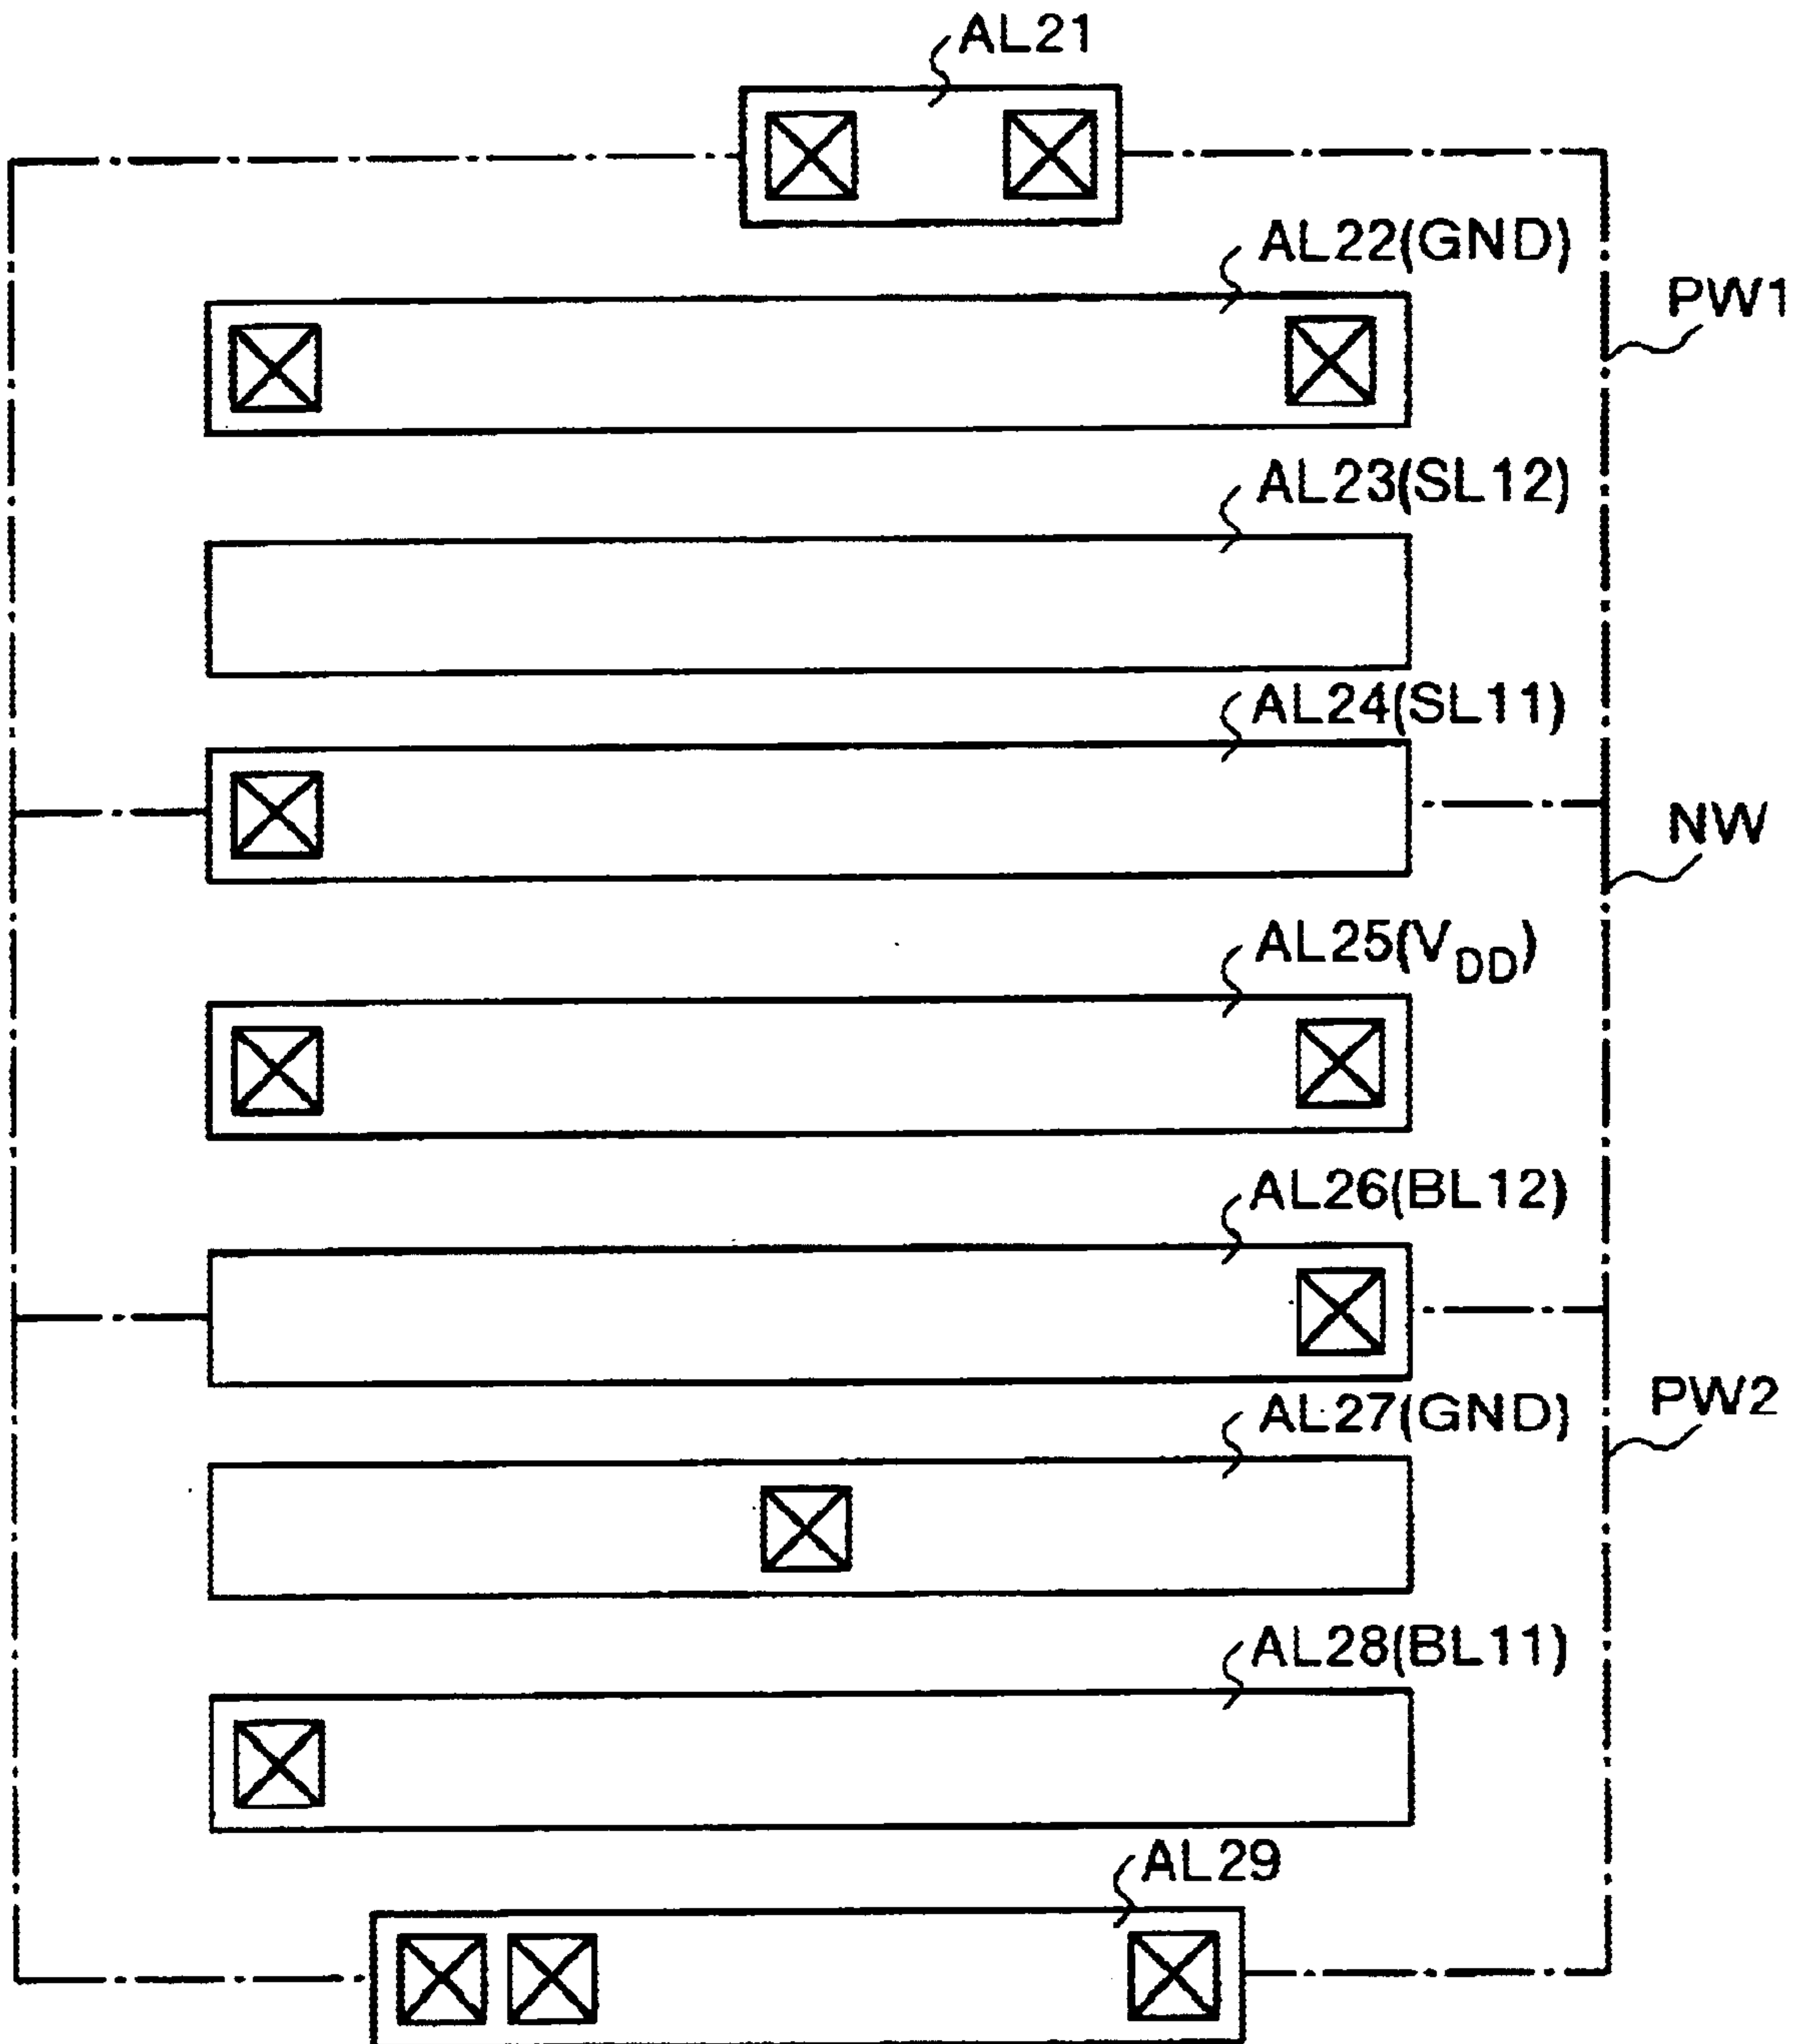 AL21
AL22(GND)
PW1
AL23(SL12)
AL24(SL11)
NW
AL25(VDD)
AL26(BL12)
PW2
AL27(GND)
AL28(BL11)
AL29